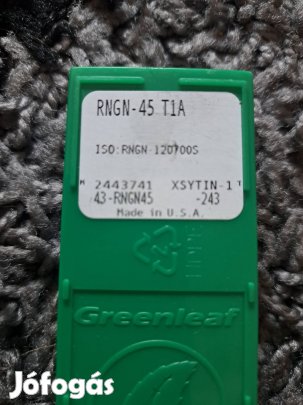 RNGN-45 T1A
ISO:RNGN 120700S
M 2443741 XSYTIN-1 T
43-RNGN45 -243
Made in U.S.A.
Greenleaf
Jófogás